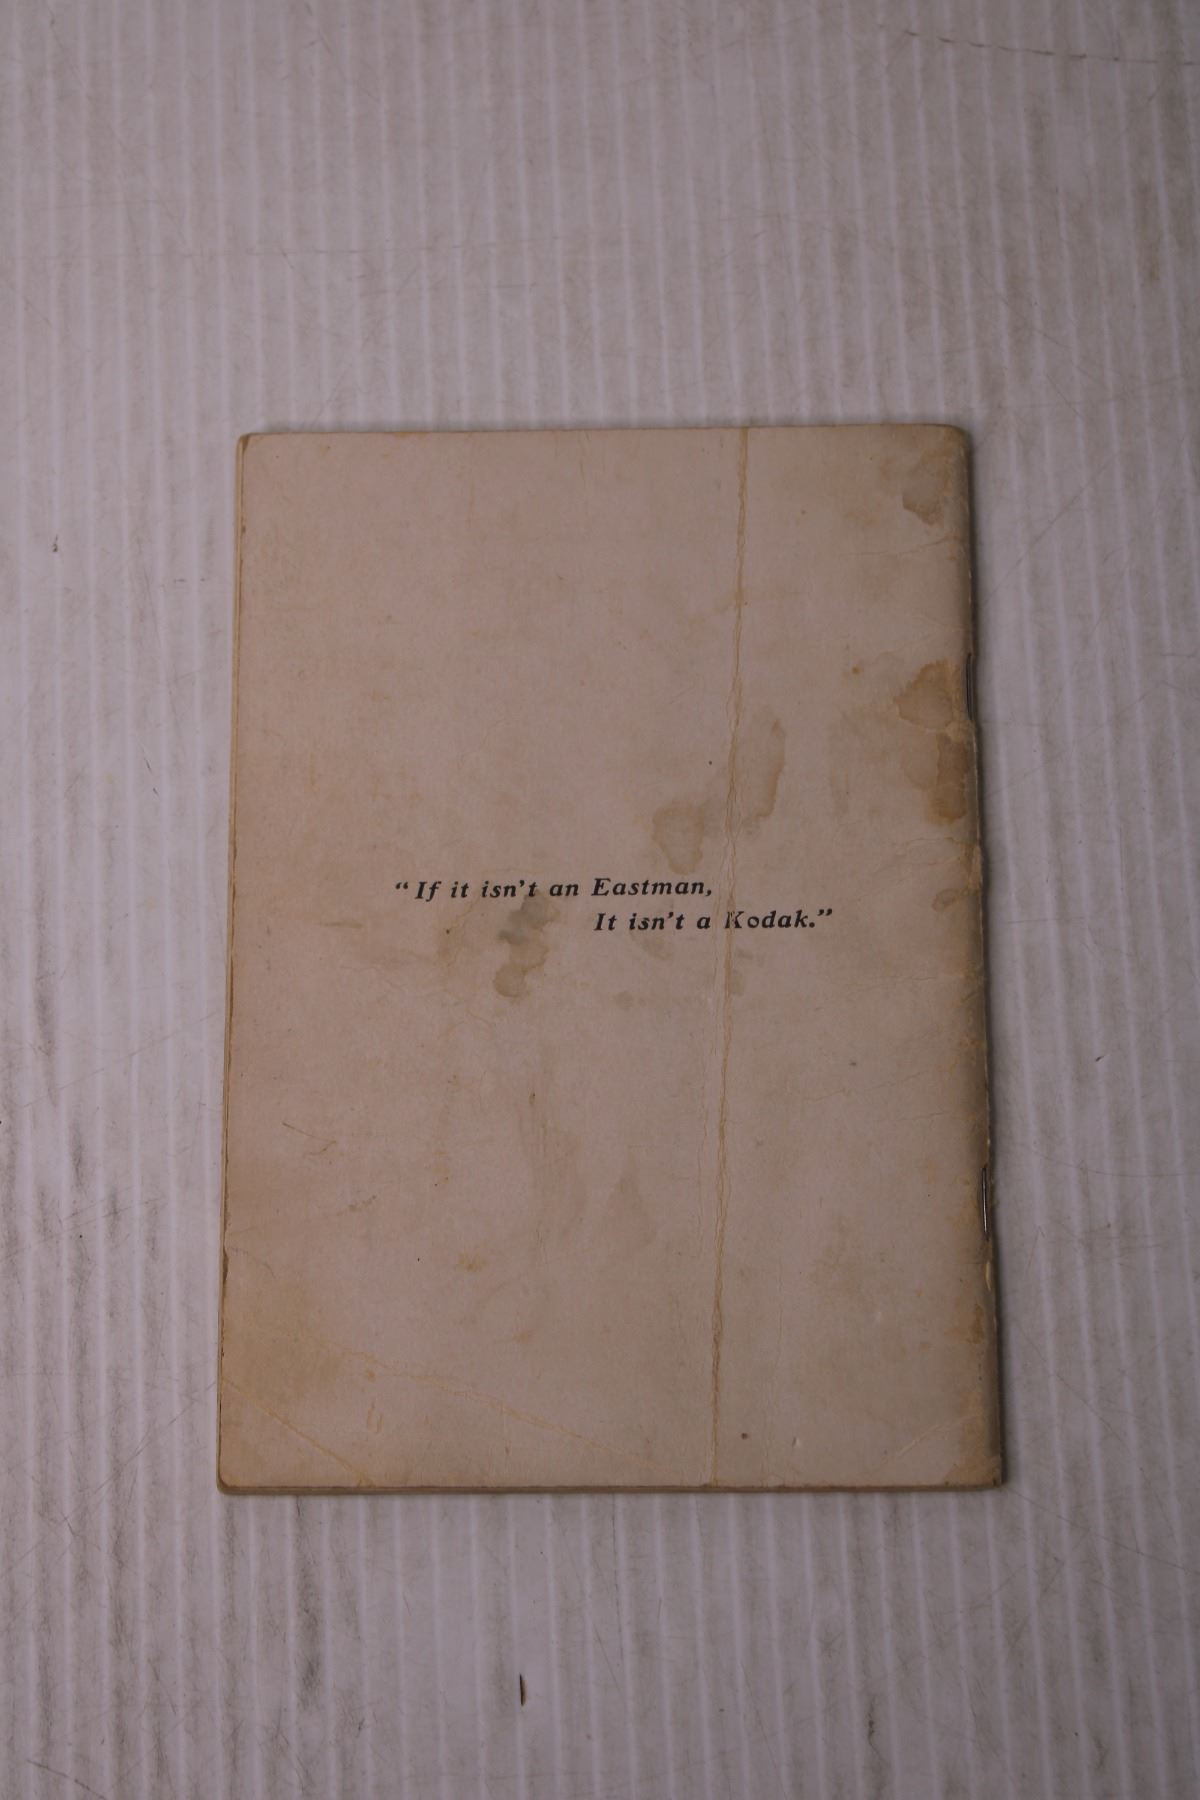 “If it isn’t an Eastman,
It isn’t a Kodak.”